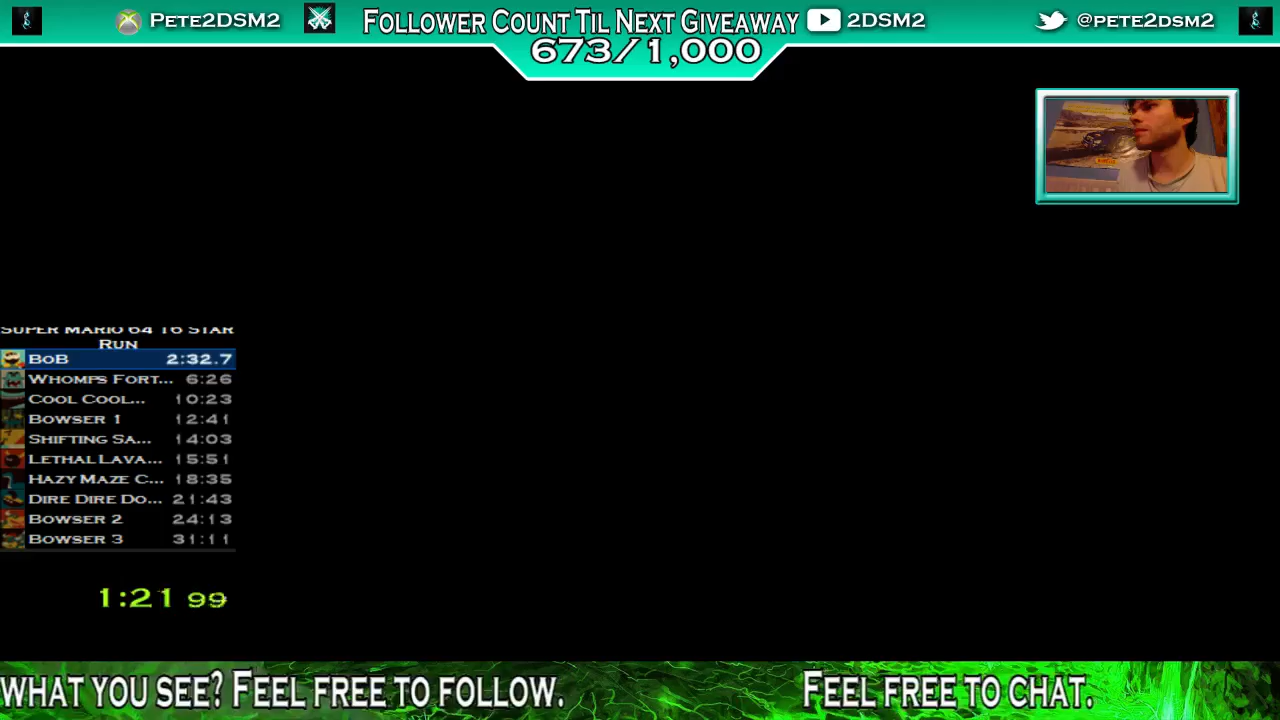 Pete2DSM2
Follower Count Til Next Giveaway
2DSM2
@pete2dsm2
673/1,000
Super Mario 64 16 Star
Run
BoB 2:32.7
Whomps Fort... 6:26
Cool Cool... 10:23
Bowser 1 12:41
Shifting Sa... 14:03
Lethal Lava... 15:51
Hazy Maze C... 18:35
Dire Dire Do... 21:43
Bowser 2 24:13
Bowser 3 31:11
1:21 99
what you see? Feel free to follow. Feel free to chat.